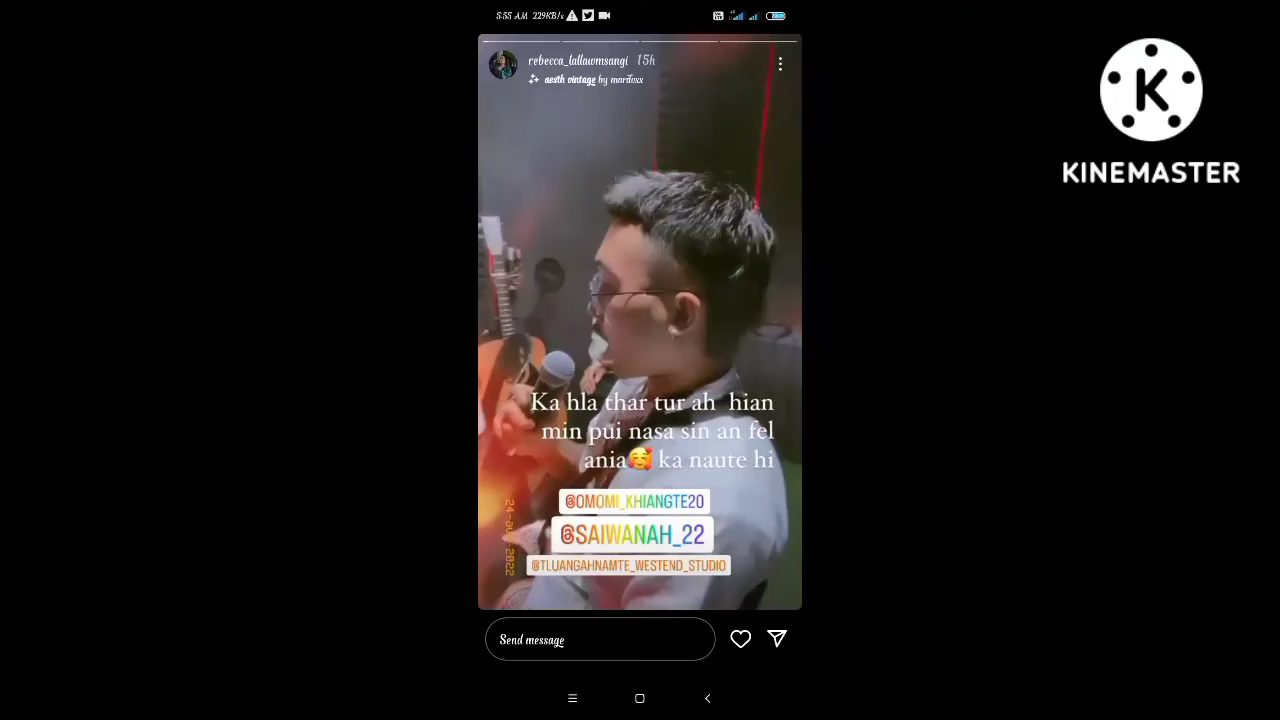 5:55 AM 229KB/s
rebecca_lallawmsangi 15h
aesth vintage by mardvxx
K
KINEMASTER
Ka hla thar tur ah hian
min pui nasa sin an fel
ania🥰 ka naute hi
@OMOMI_KHIANGTE20
@SAIWANAH_22
@TLUANGAHNAMTE_WESTEND_STUDIO
Send message